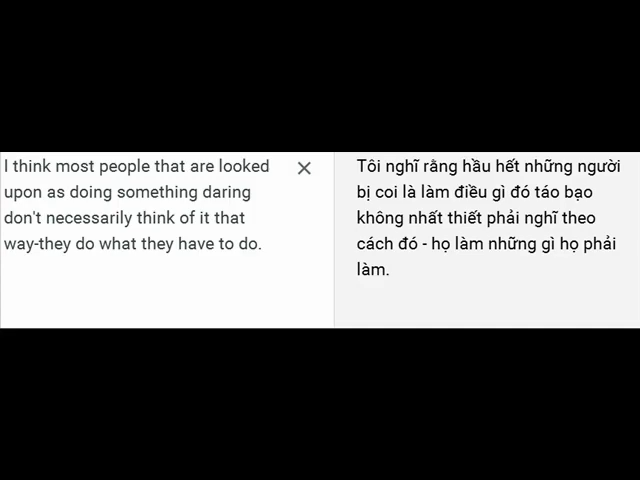 I think most people that are looked
upon as doing something daring
don't necessarily think of it that
way-they do what they have to do.
Tôi nghĩ rằng hầu hết những người
bị coi là làm điều gì đó táo bạo
không nhất thiết phải nghĩ theo
cách đó - họ làm những gì họ phải
làm.